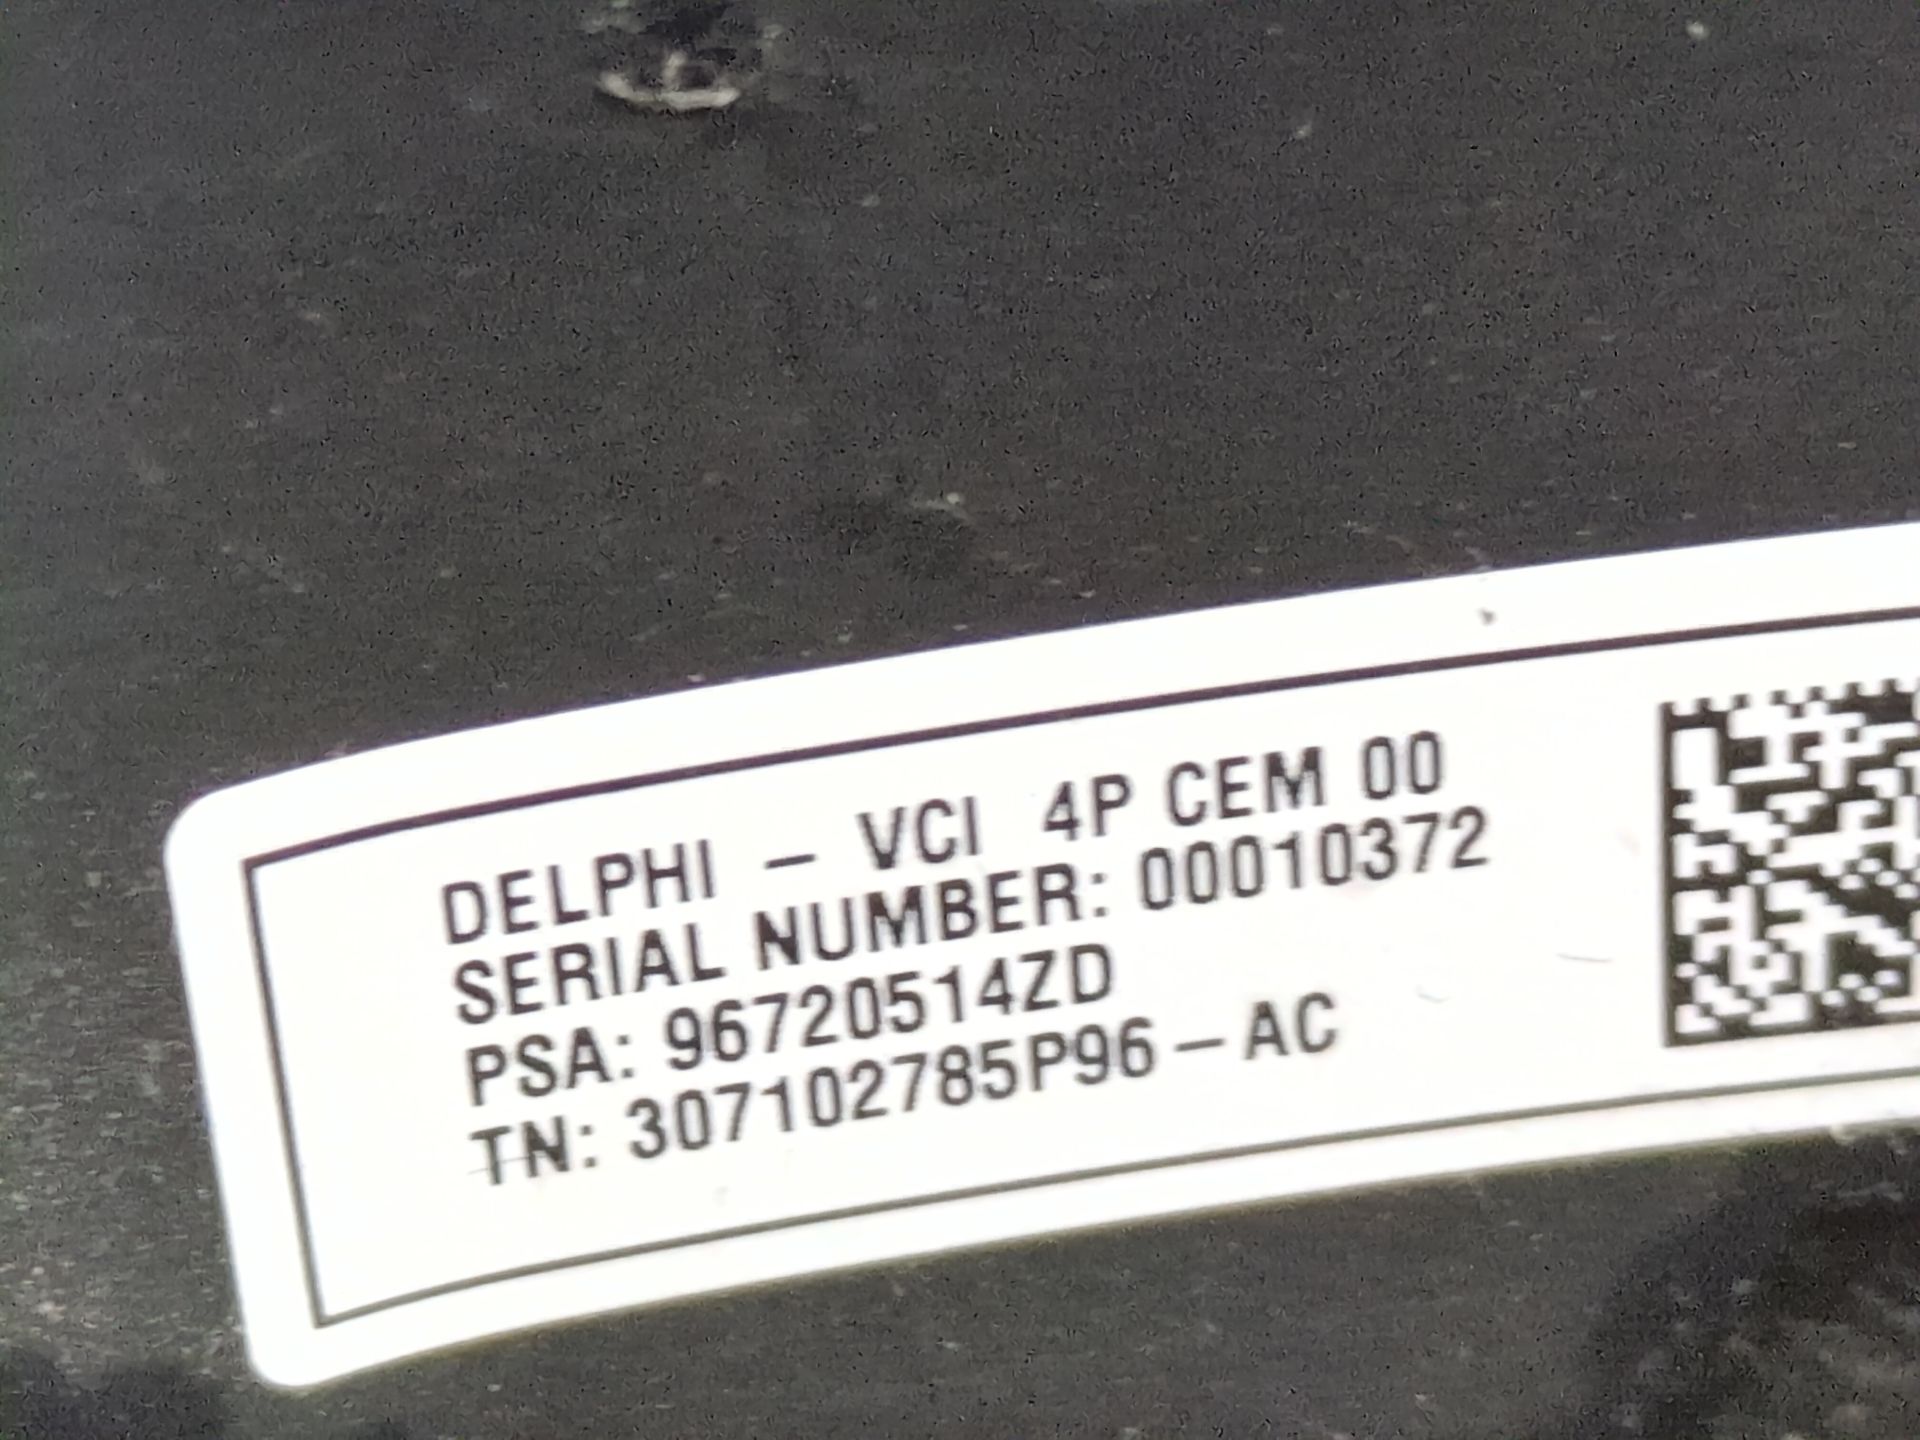 DELPHI - VCI 4P CEM 00
SERIAL NUMBER: 00010372
PSA: 96720514ZD
TN: 307102785P96-AC